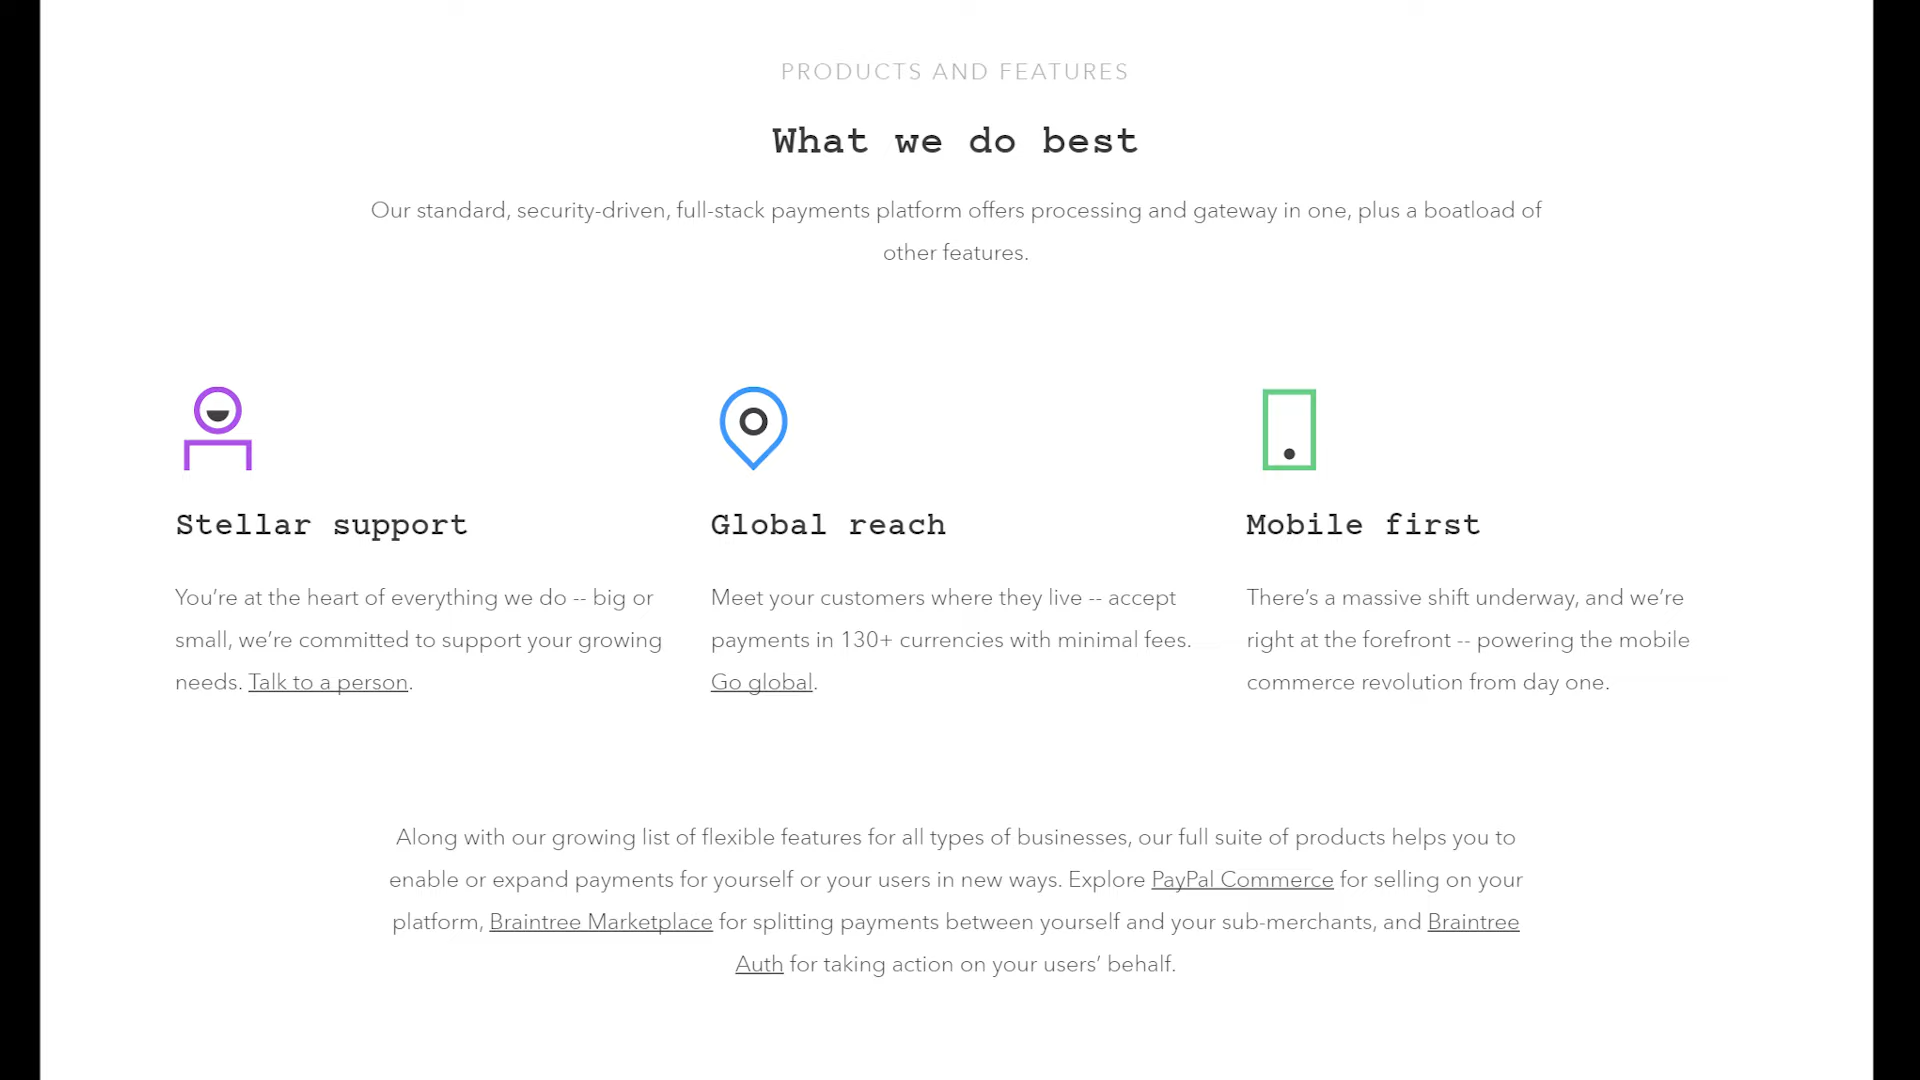 PRODUCTS AND FEATURES
What we do best
Our standard, security-driven, full-stack payments platform offers processing and gateway in one, plus a boatload of
other features.
Stellar support
You’re at the heart of everything we do -- big or
small, we’re committed to support your growing
needs. Talk to a person.
Global reach
Meet your customers where they live -- accept
payments in 130+ currencies with minimal fees.
Go global.
Mobile first
There’s a massive shift underway, and we’re
right at the forefront -- powering the mobile
commerce revolution from day one.
Along with our growing list of flexible features for all types of businesses, our full suite of products helps you to
enable or expand payments for yourself or your users in new ways. Explore PayPal Commerce for selling on your
platform, Braintree Marketplace for splitting payments between yourself and your sub-merchants, and Braintree
Auth for taking action on your users’ behalf.